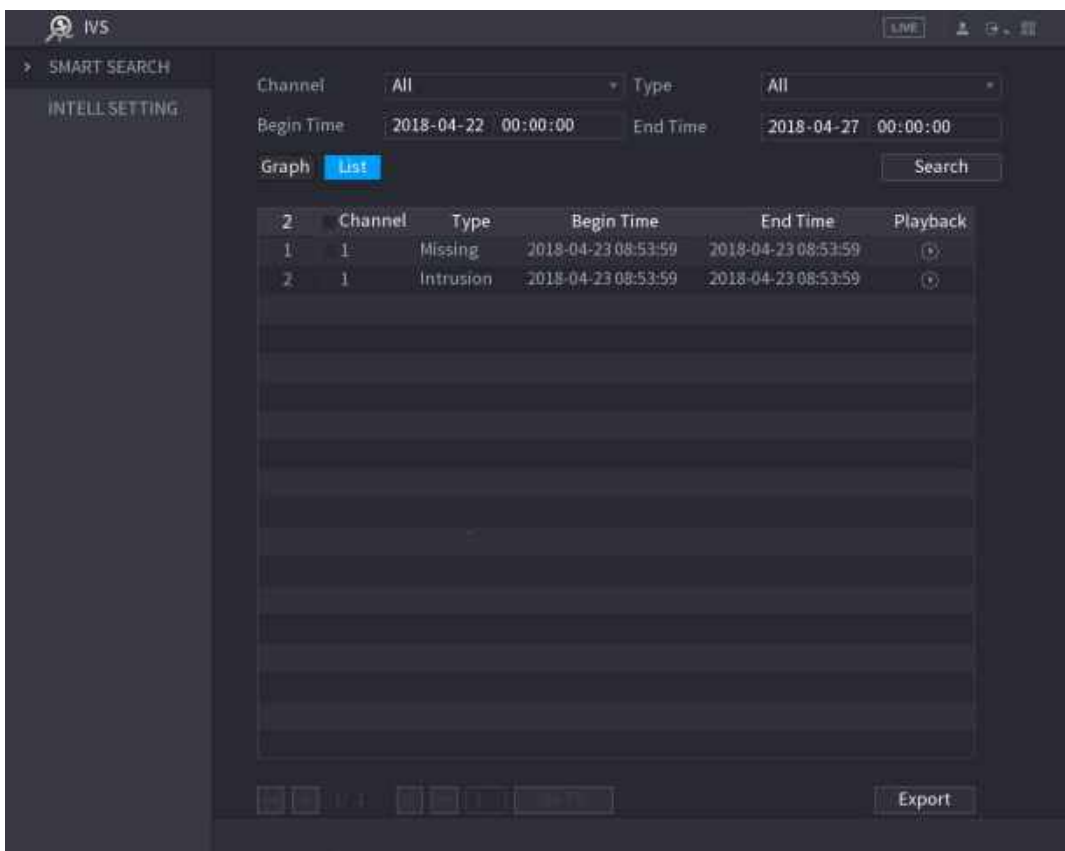 IVS LIVE
SMART SEARCH
INTELL SETTING
Channel All Type All
Begin Time 2018-04-22 00:00:00 End Time 2018-04-27 00:00:00
Graph List Search
2 Channel Type Begin Time End Time Playback
1 1 Missing 2018-04-23 08:53:59 2018-04-23 08:53:59
2 1 Intrusion 2018-04-23 08:53:59 2018-04-23 08:53:59
Export